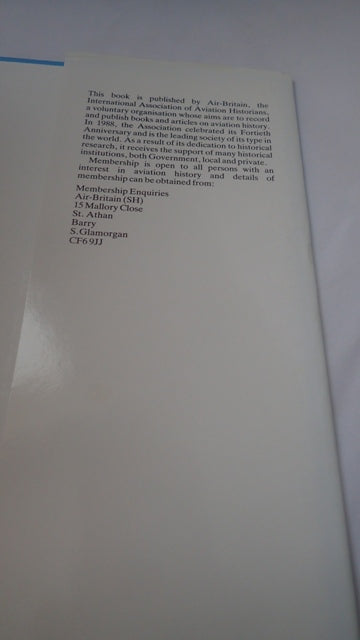 This book is published by Air-Britain, the
International Association of Aviation Historians,
a voluntary organisation whose aims are to record
and publish books and articles on aviation history.
In 1988, the Association celebrated its Fortieth
Anniversary and is the leading society of its type in
the world. As a result of its dedication to historical
research, it receives the support of many historical
institutions, both Government, local and private.
Membership is open to all persons with an
interest in aviation history and details of
membership can be obtained from:
Membership Enquiries
Air-Britain (SH)
15 Mallory Close
St. Athan
Barry
S. Glamorgan
CF6 9JJ